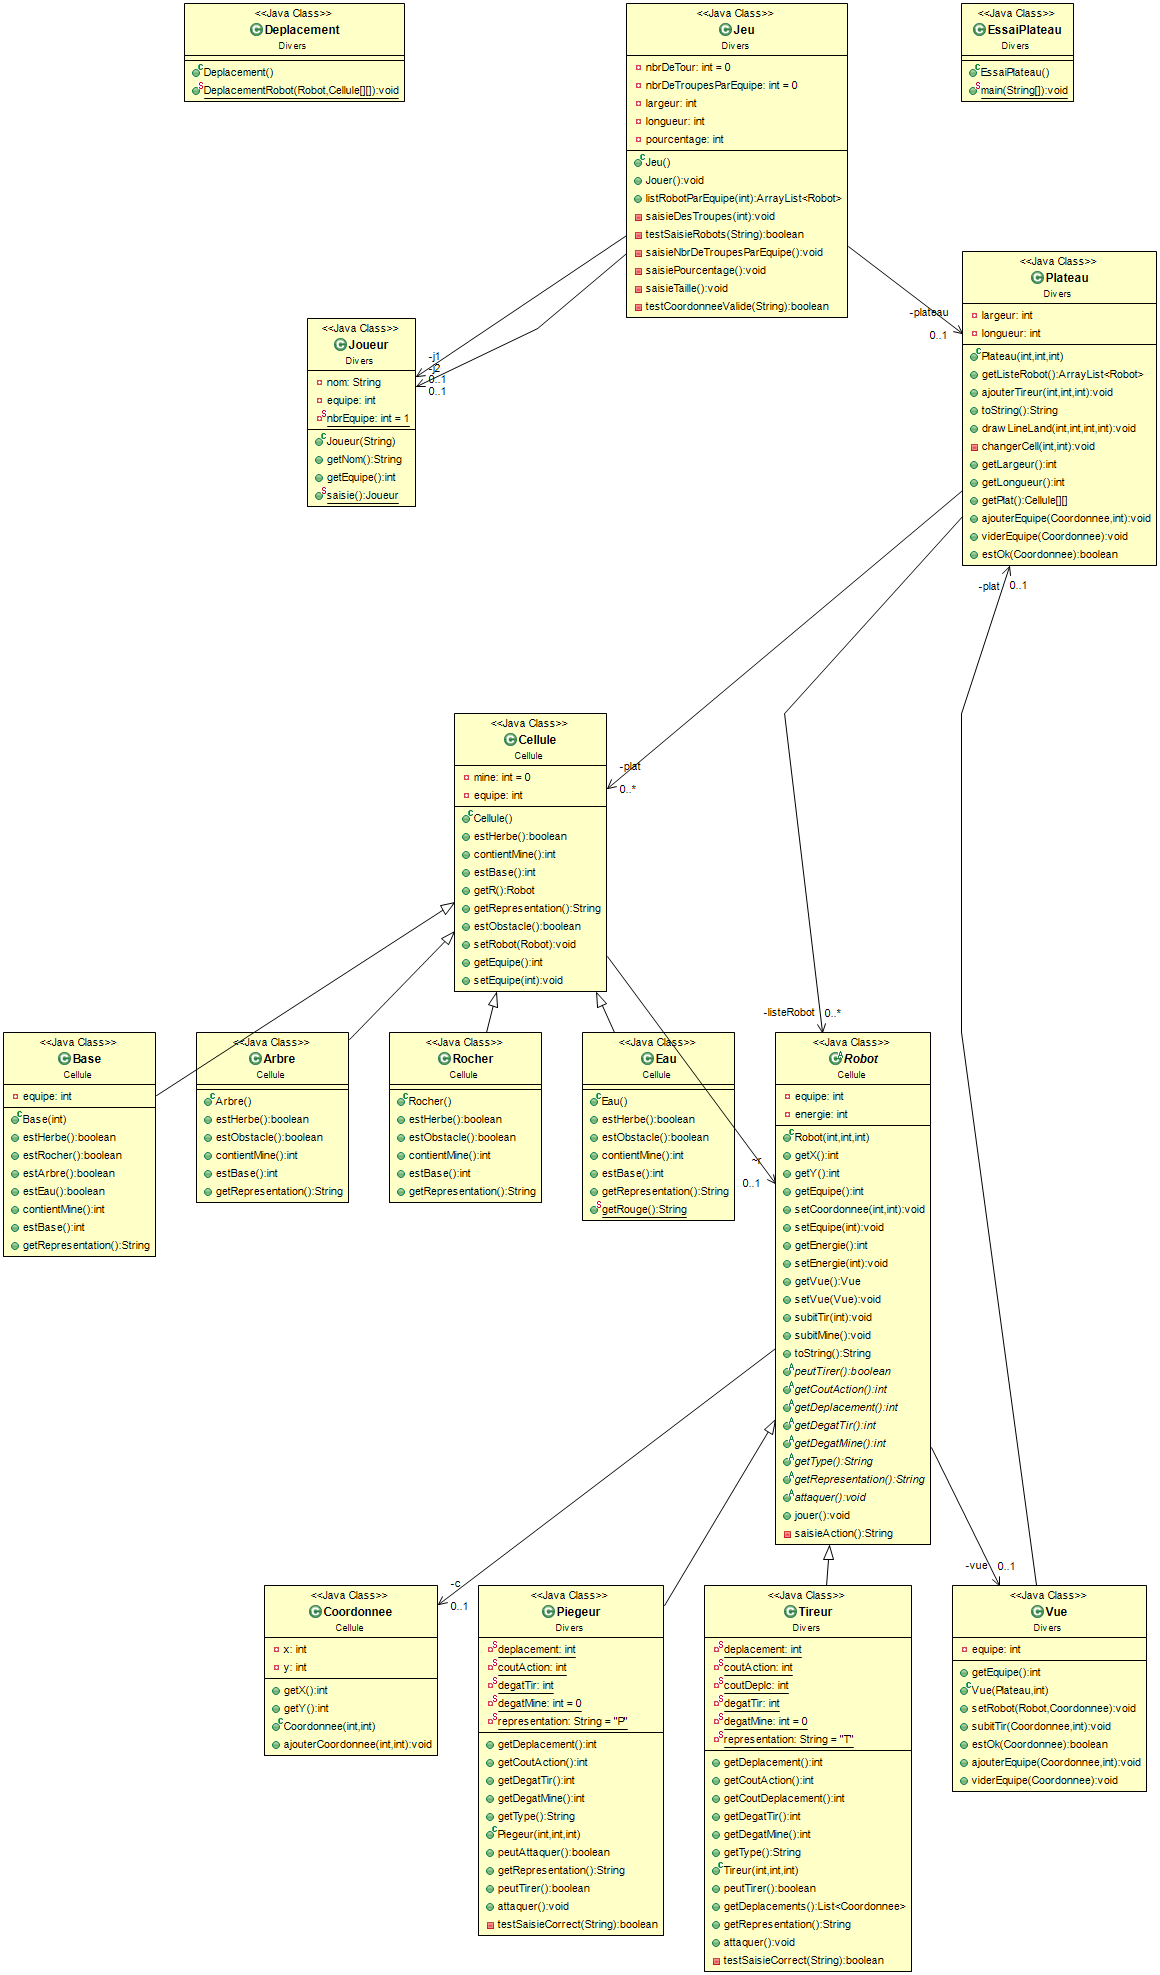 <<Java Class>>
Deplacement
Divers
Deplacement()
DeplacementRobot(Robot,Cellule[][]):void
<<Java Class>>
Jeu
Divers
nbrDeTour: int = 0
nbrDeTroupesParEquipe: int = 0
largeur: int
longueur: int
pourcentage: int
Jeu()
Jouer():void
listRobotParEquipe(int):ArrayList<Robot>
saisieDesTroupes(int):void
testSaisieRobots(String):boolean
saisieNbrDeTroupesParEquipe():void
saisiePourcentage():void
saisieTaille():void
testCoordonneeValide(String):boolean
<<Java Class>>
EssaiPlateau
Divers
EssaiPlateau()
main(String[]):void
<<Java Class>>
Plateau
Divers
largeur: int
longueur: int
Plateau(int,int,int)
getListeRobot():ArrayList<Robot>
ajouterTireur(int,int,int):void
toString():String
drawLineLand(int,int,int,int):void
changerCell(int,int):void
getLargeur():int
getLongueur():int
getPlat():Cellule[][]
ajouterEquipe(Coordonnee,int):void
viderEquipe(Coordonnee):void
estOk(Coordonnee):boolean
-plateau
0..1
<<Java Class>>
Joueur
Divers
nom: String
equipe: int
nbrEquipe: int = 1
Joueur(String)
getNom():String
getEquipe():int
saisie():Joueur
-j1
-j2
0..1
0..1
-plat
0..1
<<Java Class>>
Cellule
Cellule
mine: int = 0
equipe: int
Cellule()
estHerbe():boolean
contientMine():int
estBase():int
getR():Robot
getRepresentation():String
estObstacle():boolean
setRobot(Robot):void
getEquipe():int
setEquipe(int):void
-plat
0..*
-listeRobot
0..*
<<Java Class>>
Base
Cellule
equipe: int
Base(int)
estHerbe():boolean
estRocher():boolean
estArbre():boolean
estEau():boolean
contientMine():int
estBase():int
getRepresentation():String
<<Java Class>>
Arbre
Cellule
Arbre()
estHerbe():boolean
estObstacle():boolean
contientMine():int
estBase():int
getRepresentation():String
<<Java Class>>
Rocher
Cellule
Rocher()
estHerbe():boolean
estObstacle():boolean
contientMine():int
estBase():int
getRepresentation():String
<<Java Class>>
Eau
Cellule
Eau()
estHerbe():boolean
estObstacle():boolean
contientMine():int
estBase():int
getRepresentation():String
getRouge():String
~r
0..1
<<Java Class>>
Robot
Cellule
equipe: int
energie: int
Robot(int,int,int)
getX():int
getY():int
getEquipe():int
setCoordonnee(int,int):void
setEquipe(int):void
getEnergie():int
setEnergie(int):void
getVue():Vue
setVue(Vue):void
subitTir(int):void
subitMine():void
toString():String
peutTirer():boolean
getCoutAction():int
getDeplacement():int
getDegatTir():int
getDegatMine():int
getType():String
getRepresentation():String
attaquer():void
jouer():void
saisieAction():String
-c
0..1
-vue
0..1
<<Java Class>>
Coordonnee
Cellule
x: int
y: int
getX():int
getY():int
Coordonnee(int,int)
ajouterCoordonnee(int,int):void
<<Java Class>>
Piegeur
Divers
deplacement: int
coutAction: int
degatTir: int
degatMine: int = 0
representation: String = "P"
getDeplacement():int
getCoutAction():int
getDegatTir():int
getDegatMine():int
getType():String
Piegeur(int,int,int)
peutAttaquer():boolean
getRepresentation():String
peutTirer():boolean
attaquer():void
testSaisieCorrect(String):boolean
<<Java Class>>
Tireur
Divers
deplacement: int
coutAction: int
coutDeplc: int
degatTir: int
degatMine: int = 0
representation: String = "T"
getDeplacement():int
getCoutAction():int
getCoutDeplacement():int
getDegatTir():int
getDegatMine():int
getType():String
Tireur(int,int,int)
peutTirer():boolean
getDeplacements():List<Coordonnee>
getRepresentation():String
attaquer():void
testSaisieCorrect(String):boolean
<<Java Class>>
Vue
Divers
equipe: int
getEquipe():int
Vue(Plateau,int)
setRobot(Robot,Coordonnee):void
subitTir(Coordonnee,int):void
estOk(Coordonnee):boolean
ajouterEquipe(Coordonnee,int):void
viderEquipe(Coordonnee):void